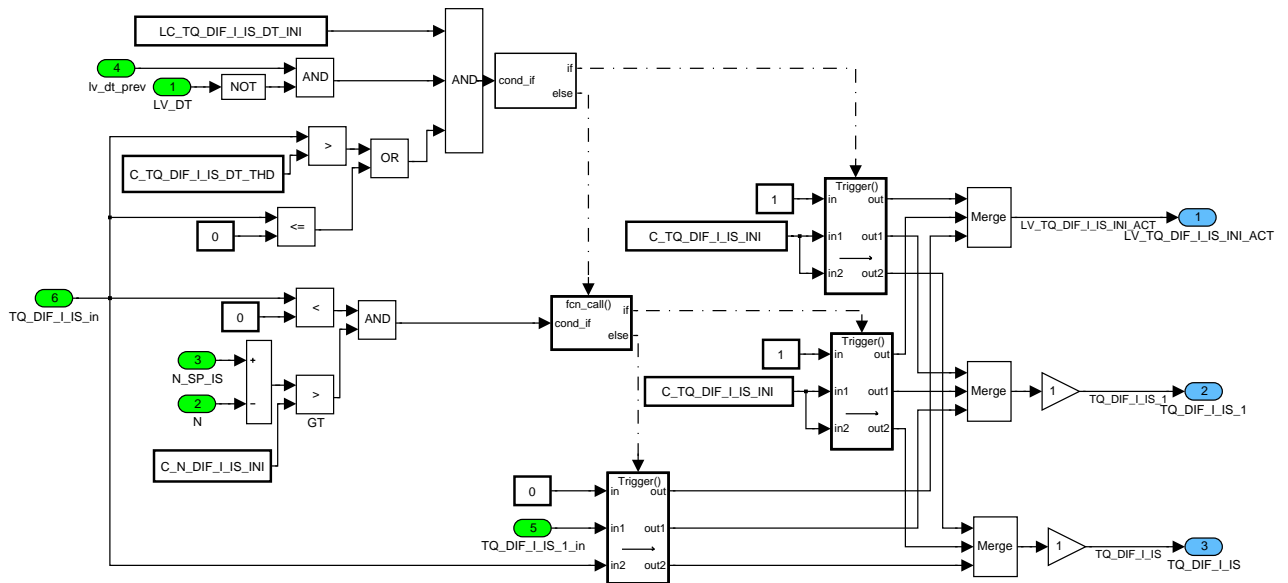 LC_TQ_DIF_I_IS_DT_INI
4
lv_dt_prev
1
LV_DT
NOT
AND
AND
cond_if
if
else
>
OR
C_TQ_DIF_I_IS_DT_THD
0
<=
6
TQ_DIF_I_IS_in
0
<
AND
3
N_SP_IS
2
N
+
−
>
GT
C_N_DIF_I_IS_INI
fcn_call()
cond_if
if
else
1
C_TQ_DIF_I_IS_INI
Trigger()
in
in1
in2
out
out1
out2
Merge
LV_TQ_DIF_I_IS_INI_ACT
1
LV_TQ_DIF_I_IS_INI_ACT
1
C_TQ_DIF_I_IS_INI
Trigger()
in
in1
in2
out
out1
out2
Merge
1
TQ_DIF_I_IS_1
2
TQ_DIF_I_IS_1
0
5
TQ_DIF_I_IS_1_in
Trigger()
in
in1
in2
out
out1
out2
Merge
1
TQ_DIF_I_IS
3
TQ_DIF_I_IS